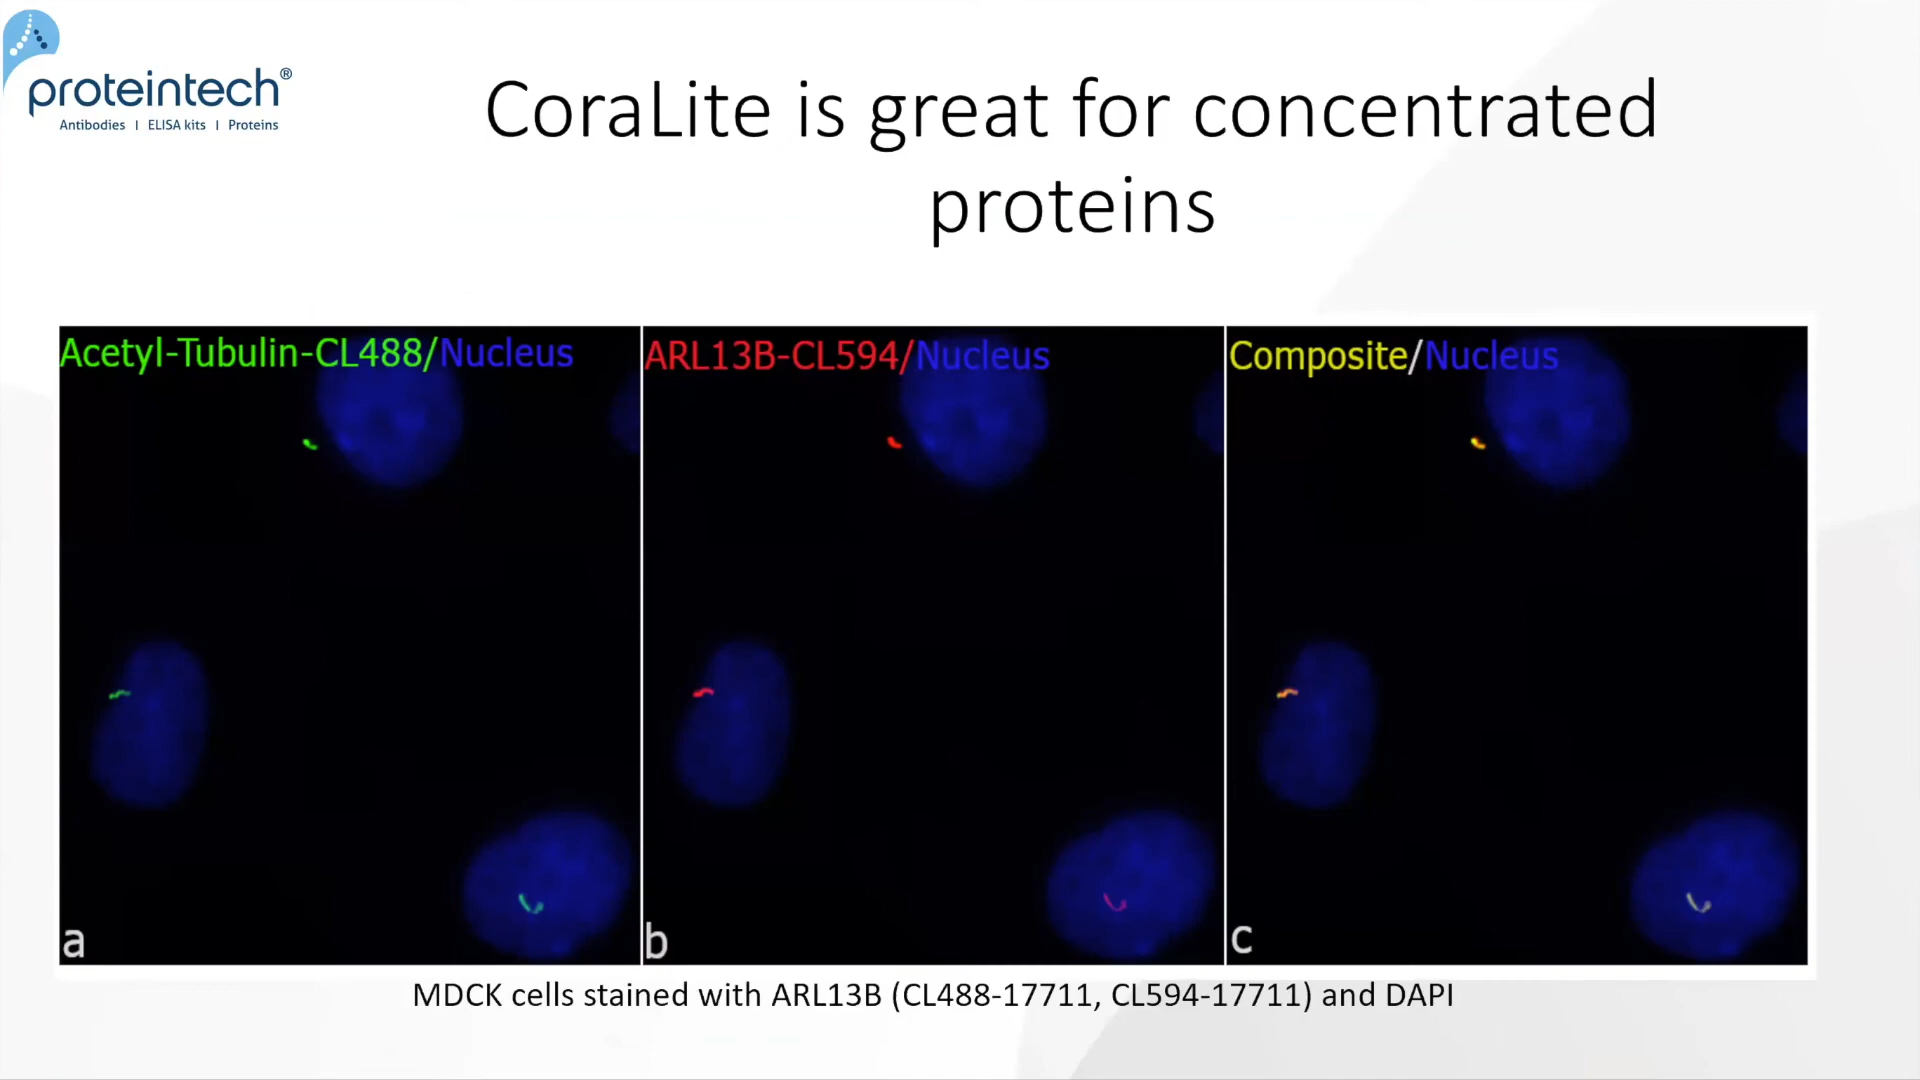 proteintech®
Antibodies | ELISA kits | Proteins
CoraLite is great for concentrated
proteins
Acetyl-Tubulin-CL488/Nucleus
ARL13B-CL594/Nucleus
Composite/Nucleus
a
b
c
MDCK cells stained with ARL13B (CL488-17711, CL594-17711) and DAPI